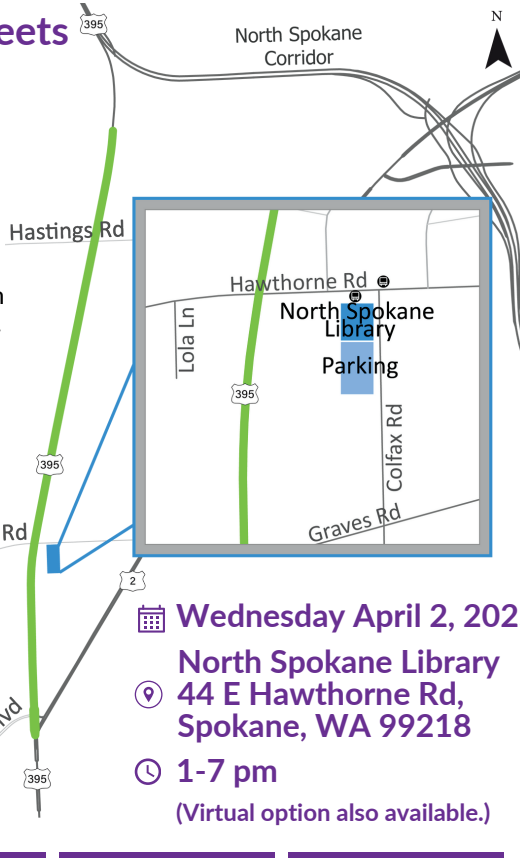 eets
395
North Spokane
Corridor
N
Hastings Rd
n
Hawthorne Rd
North Spokane
Library
Lola Ln
Parking
395
Colfax Rd
395
Graves Rd
Rd
2
Wednesday April 2, 202
North Spokane Library
44 E Hawthorne Rd,
Spokane, WA 99218
lvd
395
1-7 pm
(Virtual option also available.)